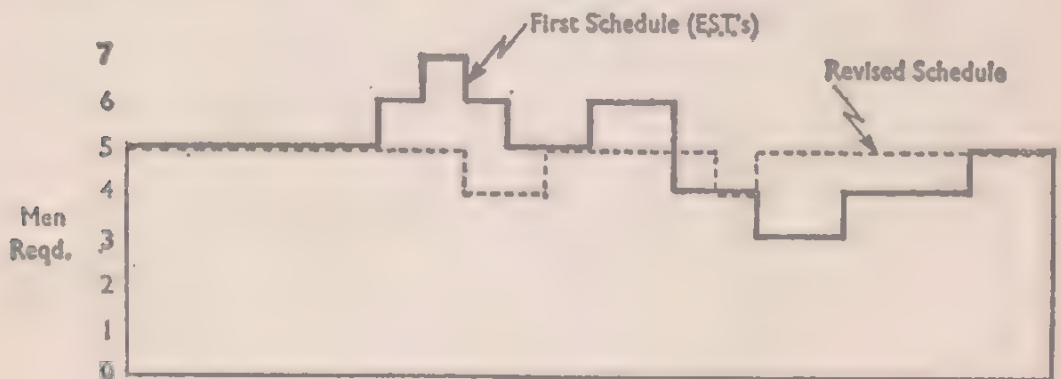 First Schedule (E.S.T.'s)
Revised Schedule
7
6
5
4
3
2
1
0
Men
Reqd.